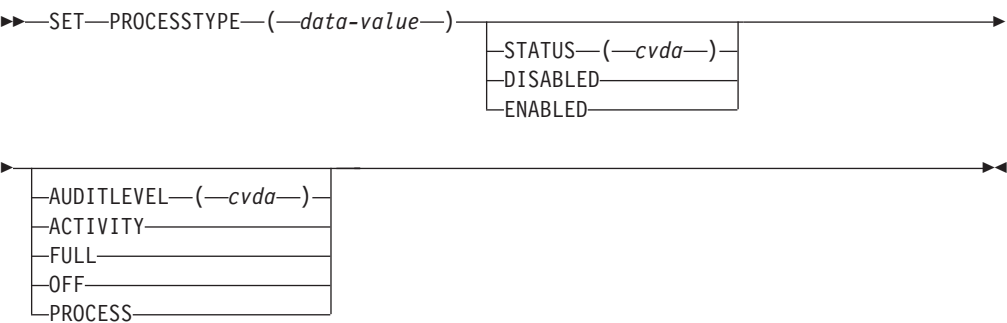 SET PROCESSTYPE ( data-value )
STATUS ( cvda )
DISABLED
ENABLED
AUDITLEVEL ( cvda )
ACTIVITY
FULL
OFF
PROCESS